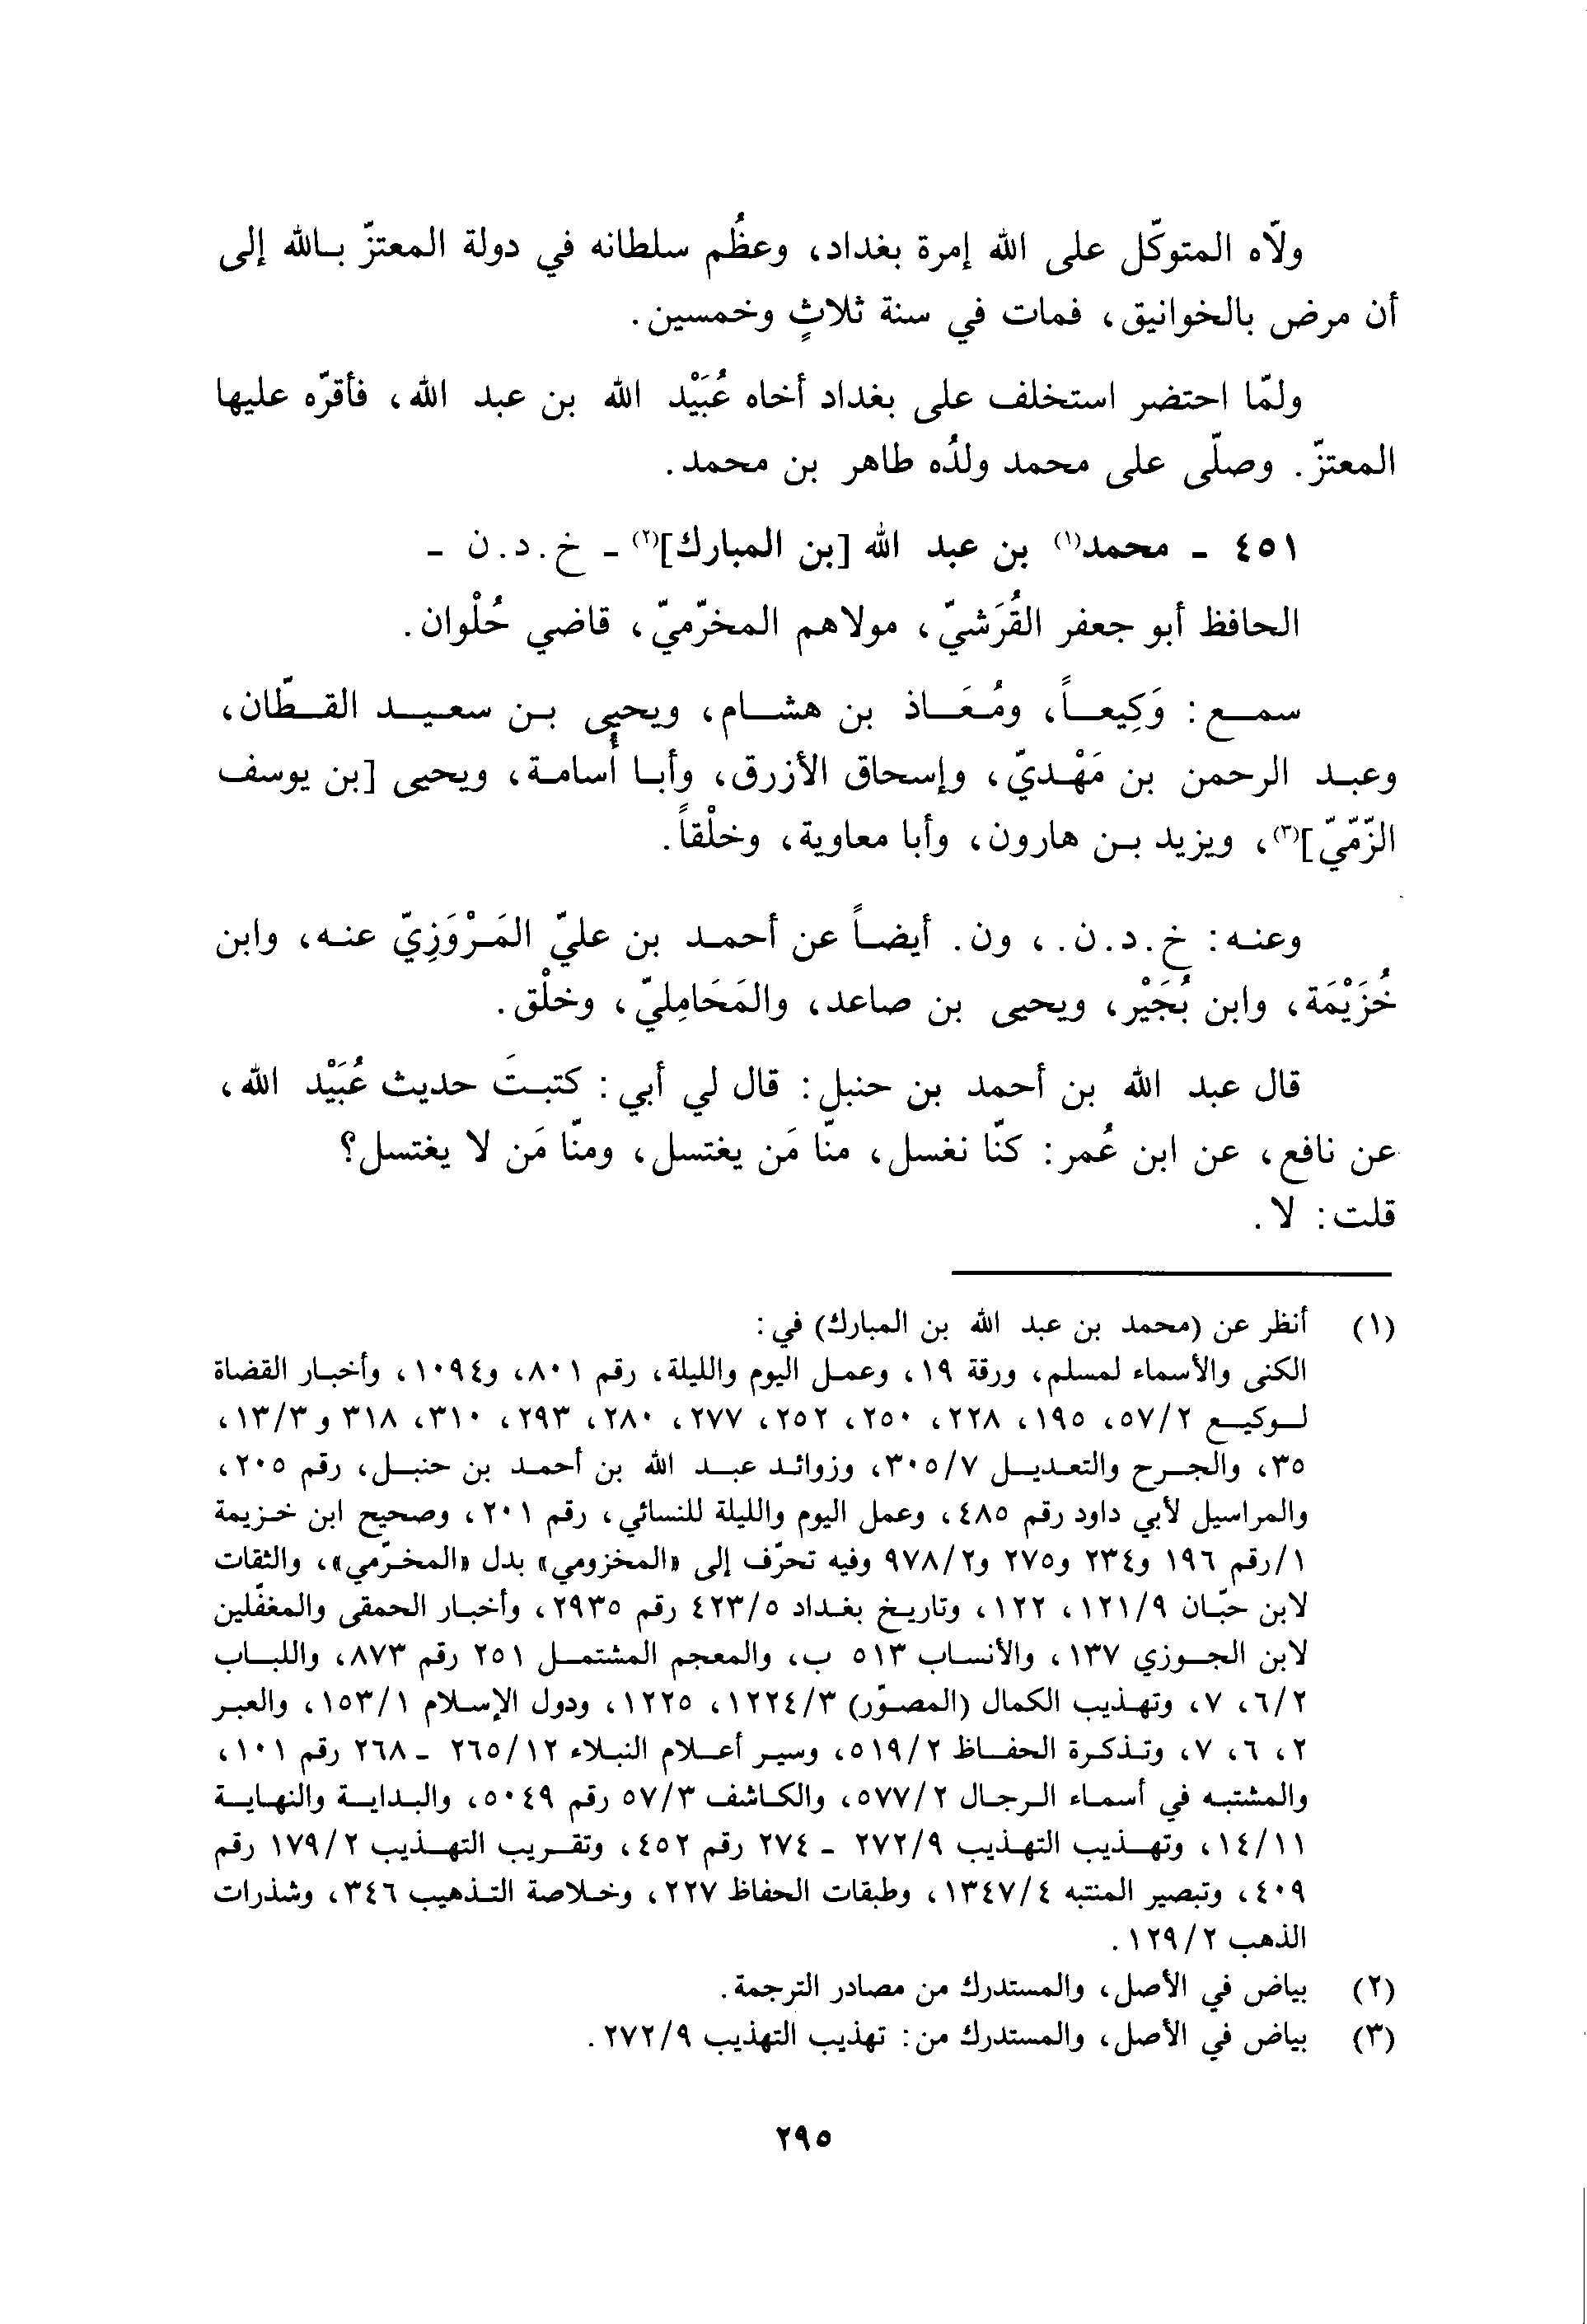 ولّاه المتوكّل على الله إمرة بغداد، وعظُم سلطانه في دولة المعتزّ بالله إلى
أن مرض بالخوانيق، فمات في سنة ثلاثٍ وخمسين.
ولمّا احتضر استخلف على بغداد أخاه عُبَيْد الله بن عبد الله، فأقرّه عليها
المعتزّ. وصلّى على محمد ولدُه طاهر بن محمد.
٤٥١ - محمد(١) بن عبد الله [بن المبارك](٢) - خ.د.ن -
الحافظ أبو جعفر القُرَشيّ، مولاهم المخرّميّ، قاضي حُلْوان.
سمع: وَكِيعاً، ومُعَاذ بن هشام، ويحيى بن سعيد القطّان،
وعبد الرحمن بن مَهْديّ، وإسحاق الأزرق، وأبا أُسامة، ويحيى [بن يوسف
الزّمّيّ](٣)، ويزيد بن هارون، وأبا معاوية، وخلْقاً.
وعنه: خ.د.ن.، ون. أيضاً عن أحمد بن عليّ المَرْوَزِيّ عنه، وابن
خُزَيْمَة، وابن بُجَيْر، ويحيى بن صاعد، والمَحَامِليّ، وخلْق.
قال عبد الله بن أحمد بن حنبل: قال لي أبي: كتبتَ حديث عُبَيْد الله،
عن نافع، عن ابن عُمر: كنّا نغسل، منّا مَن يغتسل، ومنّا مَن لا يغتسل؟
قلت: لا.
(١) أنظر عن (محمد بن عبد الله بن المبارك) في:
الكنى والأسماء لمسلم، ورقة ١٩، وعمل اليوم والليلة، رقم ٨٠١، و١٠٩٤، وأخبار القضاة
لوكيع ٥٧/٢، ١٩٥، ٢٢٨، ٢٥٠، ٢٥٢، ٢٧٧، ٢٨٠، ٢٩٣، ٣١٠، ٣١٨ و ١٣/٣،
٣٥، والجرح والتعديل ٣٠٥/٧، وزوائد عبد الله بن أحمد بن حنبل، رقم ٢٠٥،
والمراسيل لأبي داود رقم ٤٨٥، وعمل اليوم والليلة للنسائي، رقم ٢٠١، وصحيح ابن خزيمة
١/رقم ١٩٦ و٢٣٤ و٢٧٥ و٩٧٨/٢ وفيه تحرّف إلى «المخزومي» بدل «المخرّمي»، والثقات
لابن حبّان ١٢١/٩، ١٢٢، وتاريخ بغداد ٤٢٣/٥ رقم ٢٩٣٥، وأخبار الحمقى والمغفّلين
لابن الجوزي ١٣٧، والأنساب ٥١٣ ب، والمعجم المشتمل ٢٥١ رقم ٨٧٣، واللباب
٦/٢، ٧، وتهذيب الكمال (المصوّر) ١٢٢٤/٣، ١٢٢٥، ودول الإسلام ١٥٣/١، والعبر
٢، ٦، ٧، وتذكرة الحفاظ ٥١٩/٢، وسير أعلام النبلاء ٢٦٥/١٢ - ٢٦٨ رقم ١٠١،
والمشتبه في أسماء الرجال ٥٧٧/٢، والكاشف ٥٧/٣ رقم ٥٠٤٩، والبداية والنهاية
١٤/١١، وتهذيب التهذيب ٢٧٢/٩ - ٢٧٤ رقم ٤٥٢، وتقريب التهذيب ١٧٩/٢ رقم
٤٠٩، وتبصير المنتبه ١٣٤٧/٤، وطبقات الحفاظ ٢٢٧، وخلاصة التذهيب ٣٤٦، وشذرات
الذهب ١٢٩/٢.
(٢) بياض في الأصل، والمستدرك من مصادر الترجمة.
(٣) بياض في الأصل، والمستدرك من: تهذيب التهذيب ٢٧٢/٩.
٢٩٥